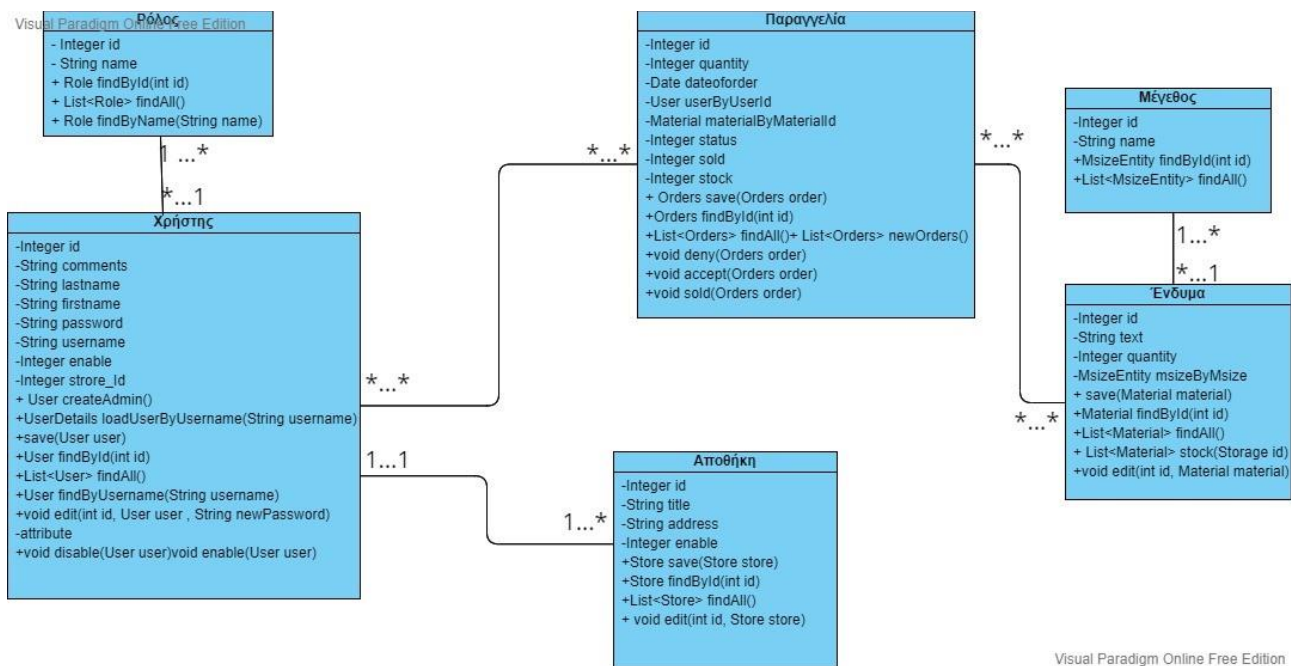 Visual Paradigm Online Free Edition
Ρόλος
- Integer id
- String name
+ Role findById(int id)
+ List<Role> findAll()
+ Role findByName(String name)
1 ...*
*...1
Χρήστης
-Integer id
-String comments
-String lastname
-String firstname
-String password
-String username
-Integer enable
-Integer strore_Id
+ User createAdmin()
+UserDetails loadUserByUsername(String username)
+save(User user)
+User findById(int id)
+List<User> findAll()
+User findByUsername(String username)
+void edit(int id, User user , String newPassword)
-attribute
+void disable(User user)void enable(User user)
*...*
1...1
Παραγγελία
-Integer id
-Integer quantity
-Date dateoforder
-User userByUserId
-Material materialByMaterialId
-Integer status
-Integer sold
-Integer stock
+ Orders save(Orders order)
+Orders findById(int id)
+List<Orders> findAll()+ List<Orders> newOrders()
+void deny(Orders order)
+void accept(Orders order)
+void sold(Orders order)
*...*
*...*
Αποθήκη
-Integer id
-String title
-String address
-Integer enable
+Store save(Store store)
+Store findById(int id)
+List<Store> findAll()
+ void edit(int id, Store store)
1...*
Μέγεθος
-Integer id
-String name
+MsizeEntity findById(int id)
+List<MsizeEntity> findAll()
1...*
*...1
Ένδυμα
-Integer id
-String text
-Integer quantity
-MsizeEntity msizeByMsize
+ save(Material material)
+Material findById(int id)
+List<Material> findAll()
+ List<Material> stock(Storage id)
+void edit(int id, Material material)
*...*
Visual Paradigm Online Free Edition